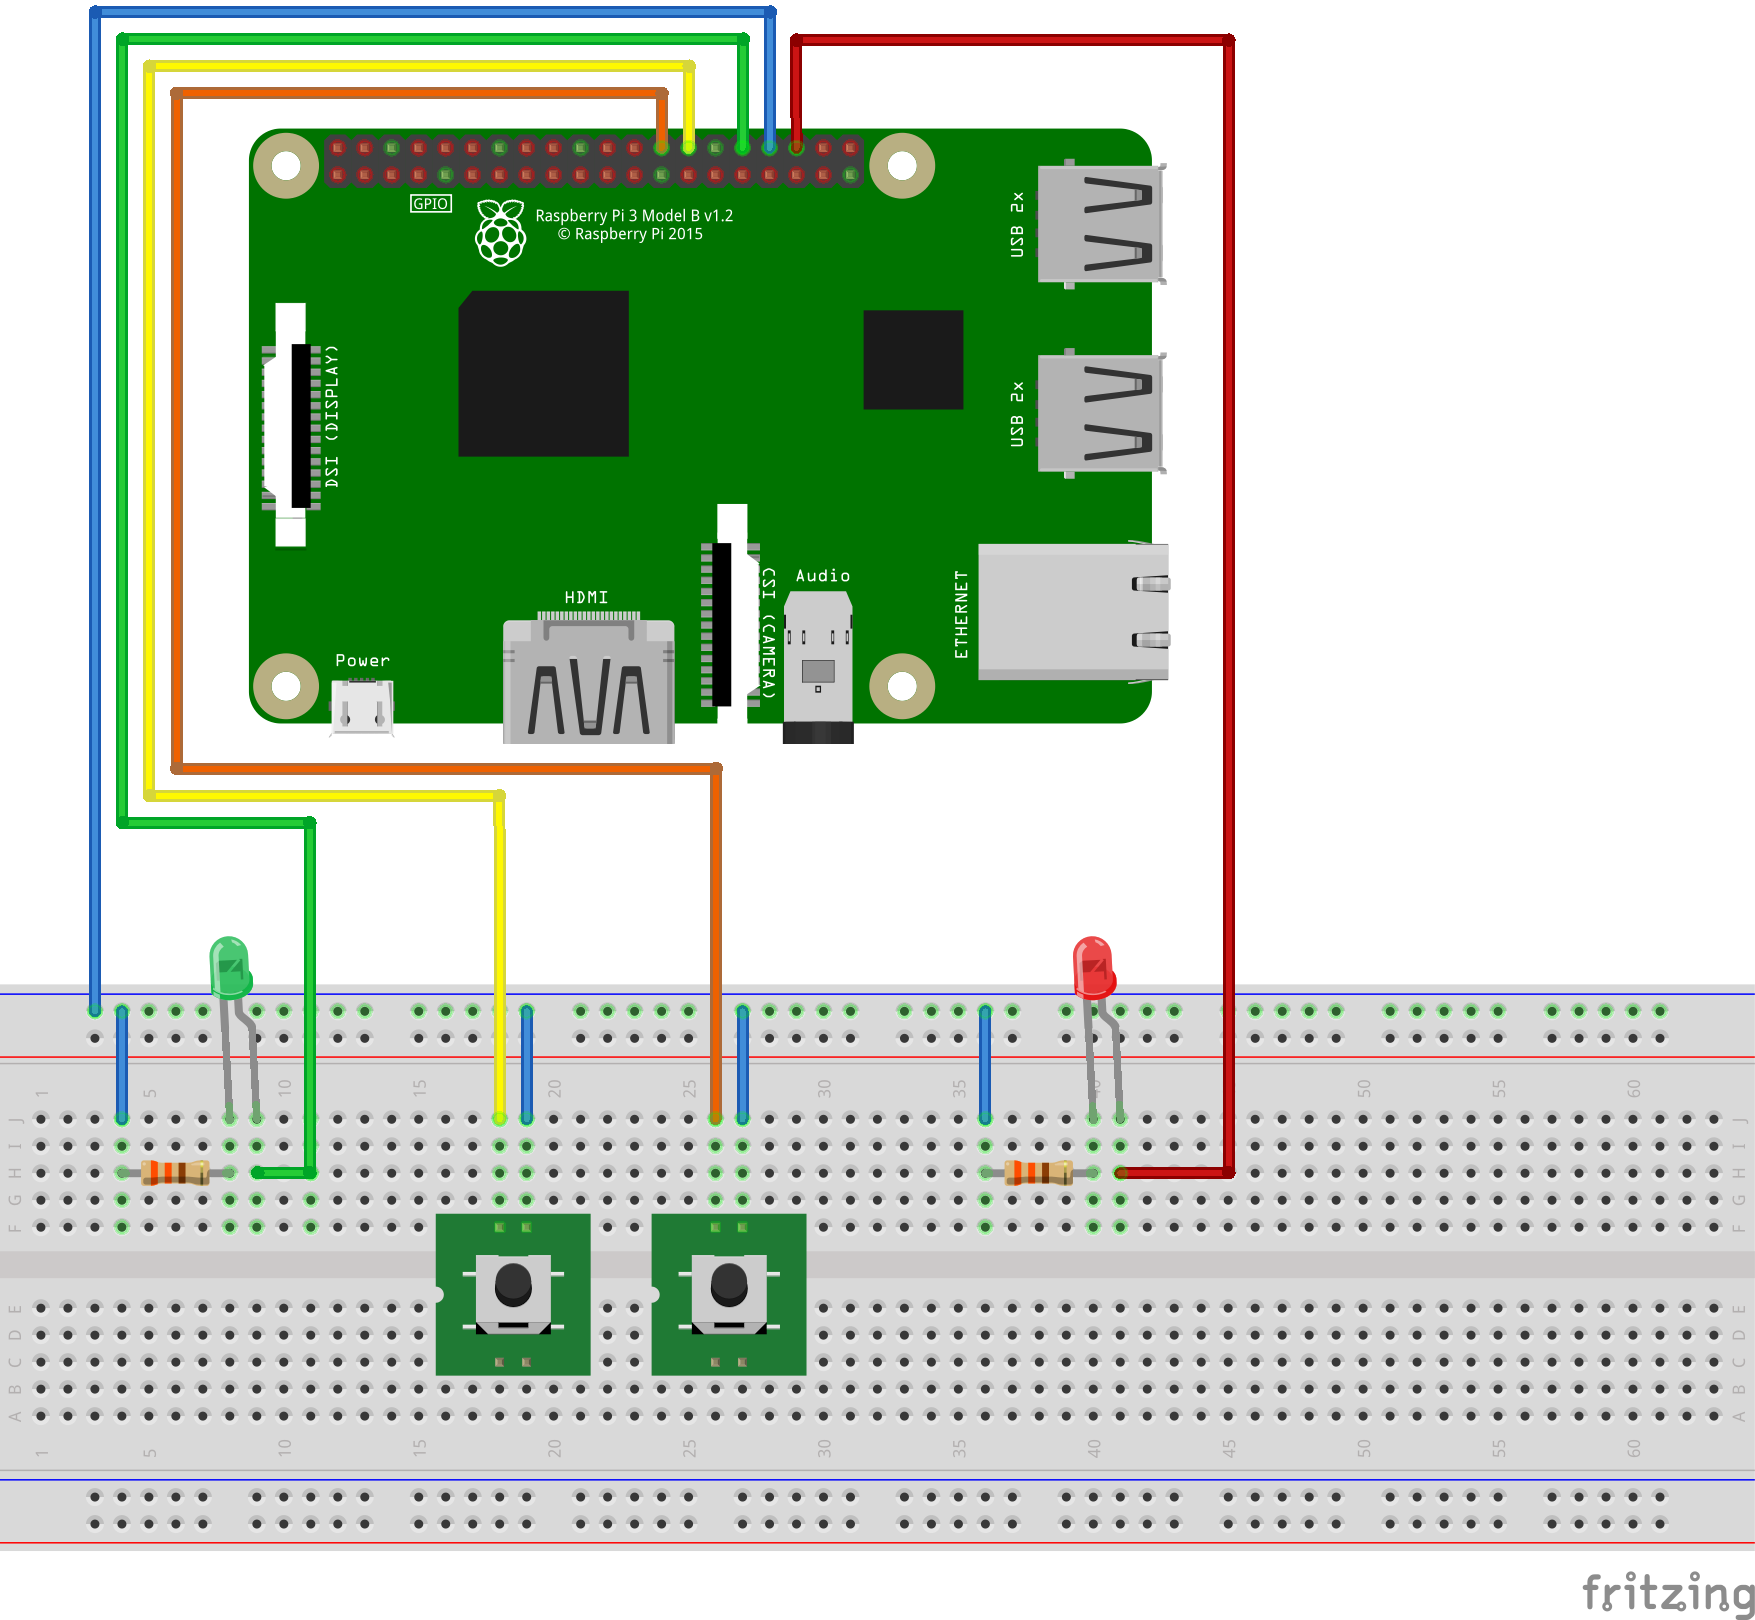 GPIO
Raspberry Pi 3 Model B v1.2
© Raspberry Pi 2015
USB 2x
DSI (DISPLAY)
USB 2x
Audio
HDMI
CSI (CAMERA)
ETHERNET
Power
1 5 10 15 20 25 30 35 40 50 55 60
J J
I I
H H
G G
F F
E E
D D
C C
B B
A A
1 5 10 15 20 25 30 35 40 45 50 55 60
fritzing